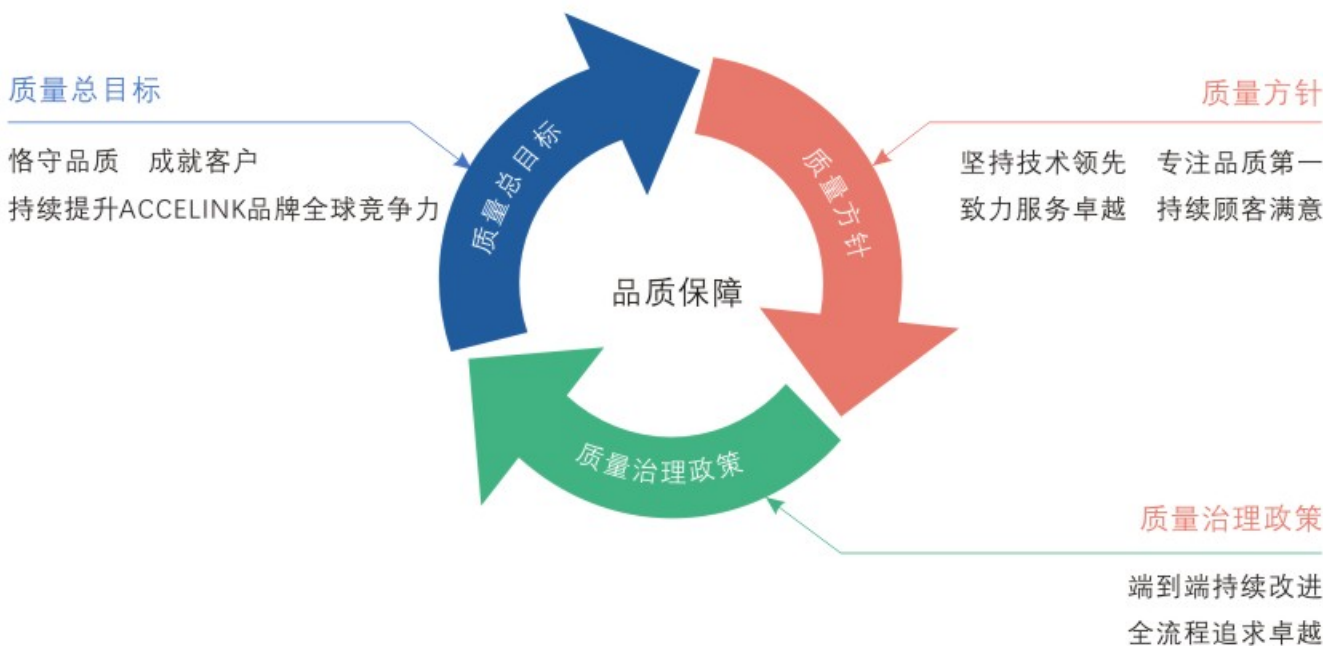 质量总目标
恪守品质 成就客户
持续提升ACCELINK品牌全球竞争力
质量方针
坚持技术领先 专注品质第一
致力服务卓越 持续顾客满意
质量总目标
质量方针
品质保障
质量治理政策
质量治理政策
端到端持续改进
全流程追求卓越